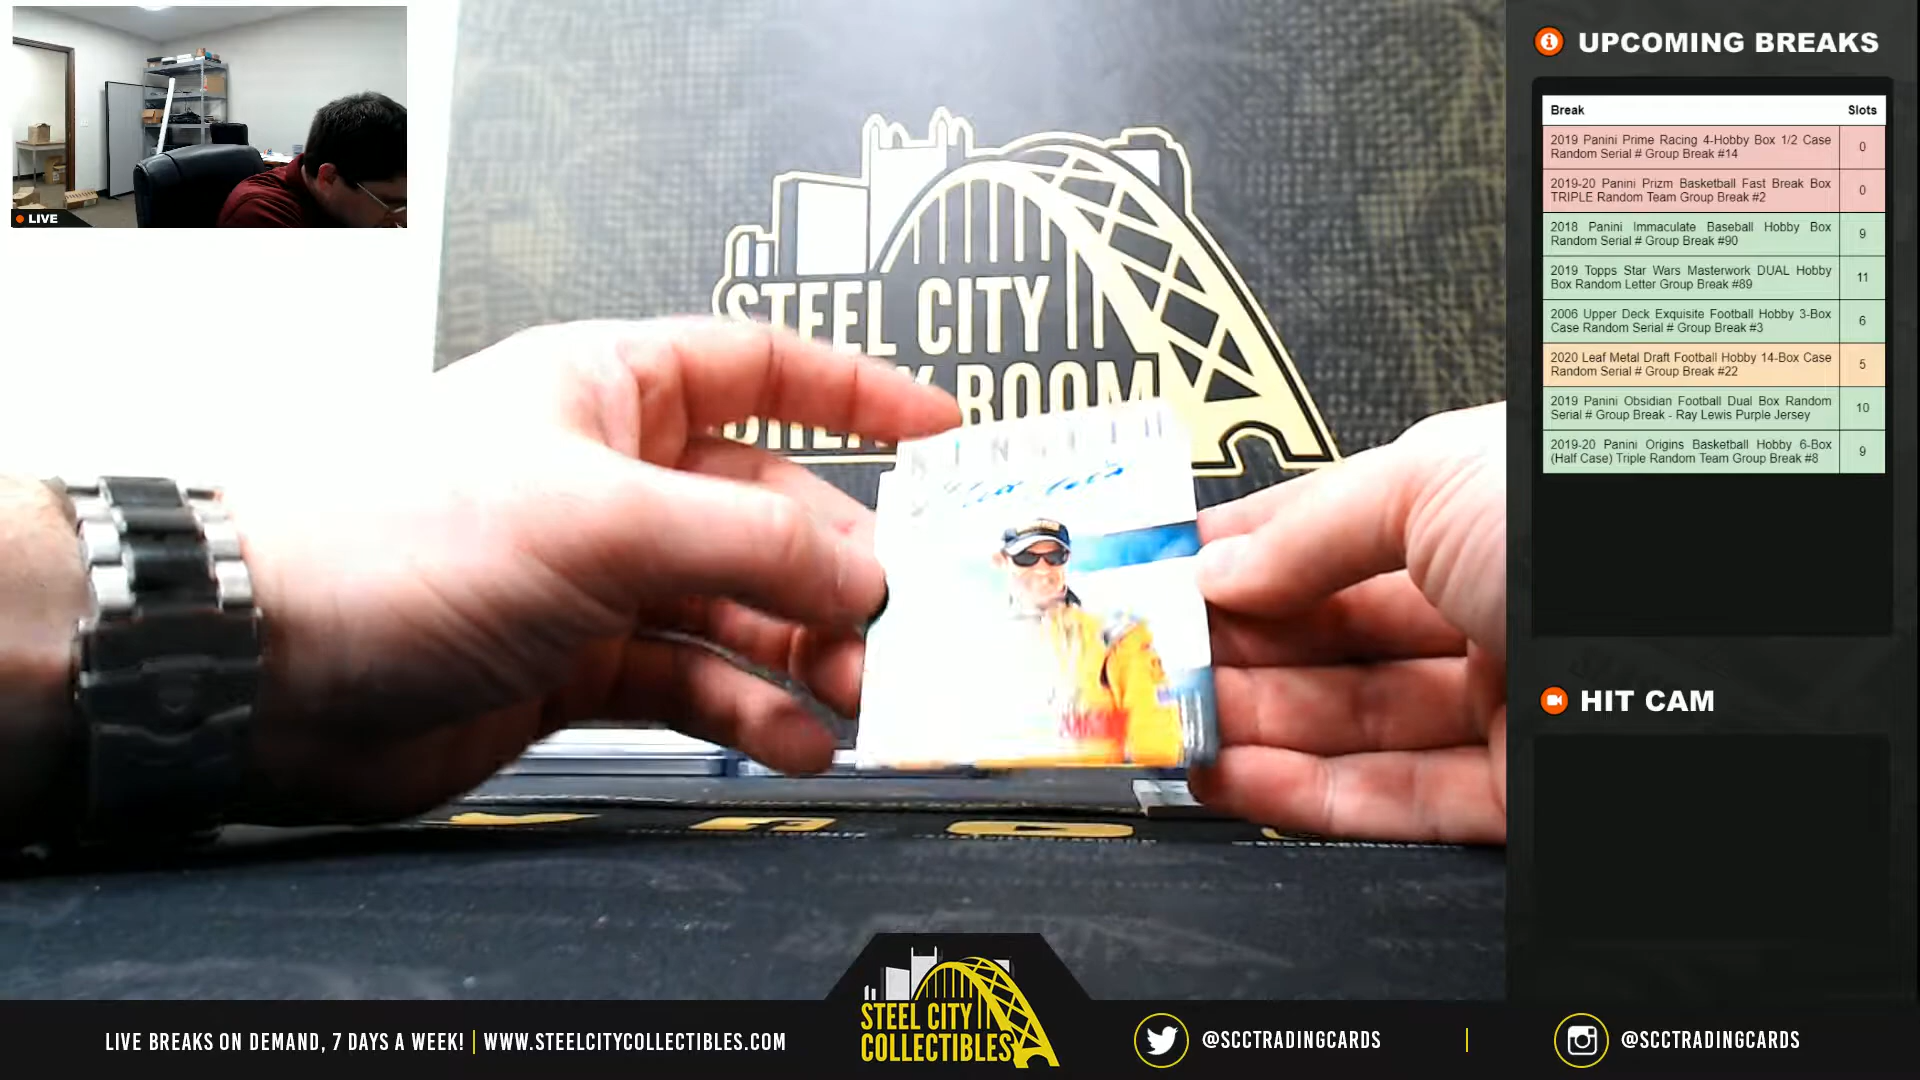 LIVE
STEEL CITY
BREAK ROOM
UPCOMING BREAKS
Break Slots
2019 Panini Prime Racing 4-Hobby Box 1/2 Case
Random Serial # Group Break #14
0
2019-20 Panini Prizm Basketball Fast Break Box
TRIPLE Random Team Group Break #2
0
2018 Panini Immaculate Baseball Hobby Box
Random Serial # Group Break #90
9
2019 Topps Star Wars Masterwork DUAL Hobby
Box Random Letter Group Break #89
11
2006 Upper Deck Exquisite Football Hobby 3-Box
Case Random Serial # Group Break #3
6
2020 Leaf Metal Draft Football Hobby 14-Box Case
Random Serial # Group Break #22
5
2019 Panini Obsidian Football Dual Box Random
Serial # Group Break - Ray Lewis Purple Jersey
10
2019-20 Panini Origins Basketball Hobby 6-Box
(Half Case) Triple Random Team Group Break #8
9
HIT CAM
STEEL CITY
COLLECTIBLES
LIVE BREAKS ON DEMAND, 7 DAYS A WEEK! | WWW.STEELCITYCOLLECTIBLES.COM
@SCCTRADINGCARDS
@SCCTRADINGCARDS